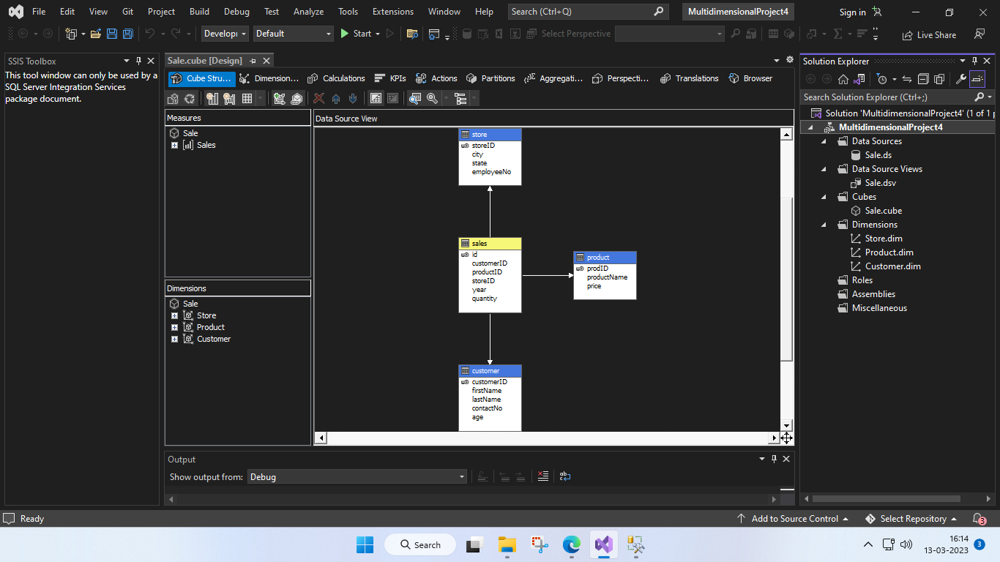 File Edit View Git Project Build Debug Test Analyze Tools Extensions Window Help Search (Ctrl+Q) MultidimensionalProject4 Sign in
Developı Default Start Select Perspective Live Share
SSIS Toolbox
This tool window can only be used by a
SQL Server Integration Services
package document.
Sale.cube [Design]
Cube Stru... Dimension... Calculations KPIs Actions Partitions Aggregati... Perspecti... Translations Browser
Measures
Sale
Sales
Dimensions
Sale
Store
Product
Customer
Data Source View
store
storeID
city
state
employeeNo
sales
id
customerID
productID
storeID
year
quantity
product
prodID
productName
price
customer
customerID
firstName
lastName
contactNo
age
Output
Show output from: Debug
Solution Explorer
Search Solution Explorer (Ctrl+;)
Solution 'MultidimensionalProject4' (1 of 1 p
MultidimensionalProject4
Data Sources
Sale.ds
Data Source Views
Sale.dsv
Cubes
Sale.cube
Dimensions
Store.dim
Product.dim
Customer.dim
Roles
Assemblies
Miscellaneous
Ready Add to Source Control Select Repository 3
Search
16:14
13-03-2023 3